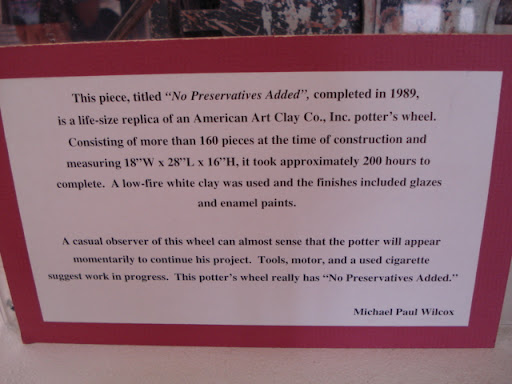 This piece, titled “No Preservatives Added”, completed in 1989,
is a life-size replica of an American Art Clay Co., Inc. potter’s wheel.
Consisting of more than 160 pieces at the time of construction and
measuring 18”W x 28”L x 16”H, it took approximately 200 hours to
complete. A low-fire white clay was used and the finishes included glazes
and enamel paints.
A casual observer of this wheel can almost sense that the potter will appear
momentarily to continue his project. Tools, motor, and a used cigarette
suggest work in progress. This potter’s wheel really has “No Preservatives Added.”
Michael Paul Wilcox